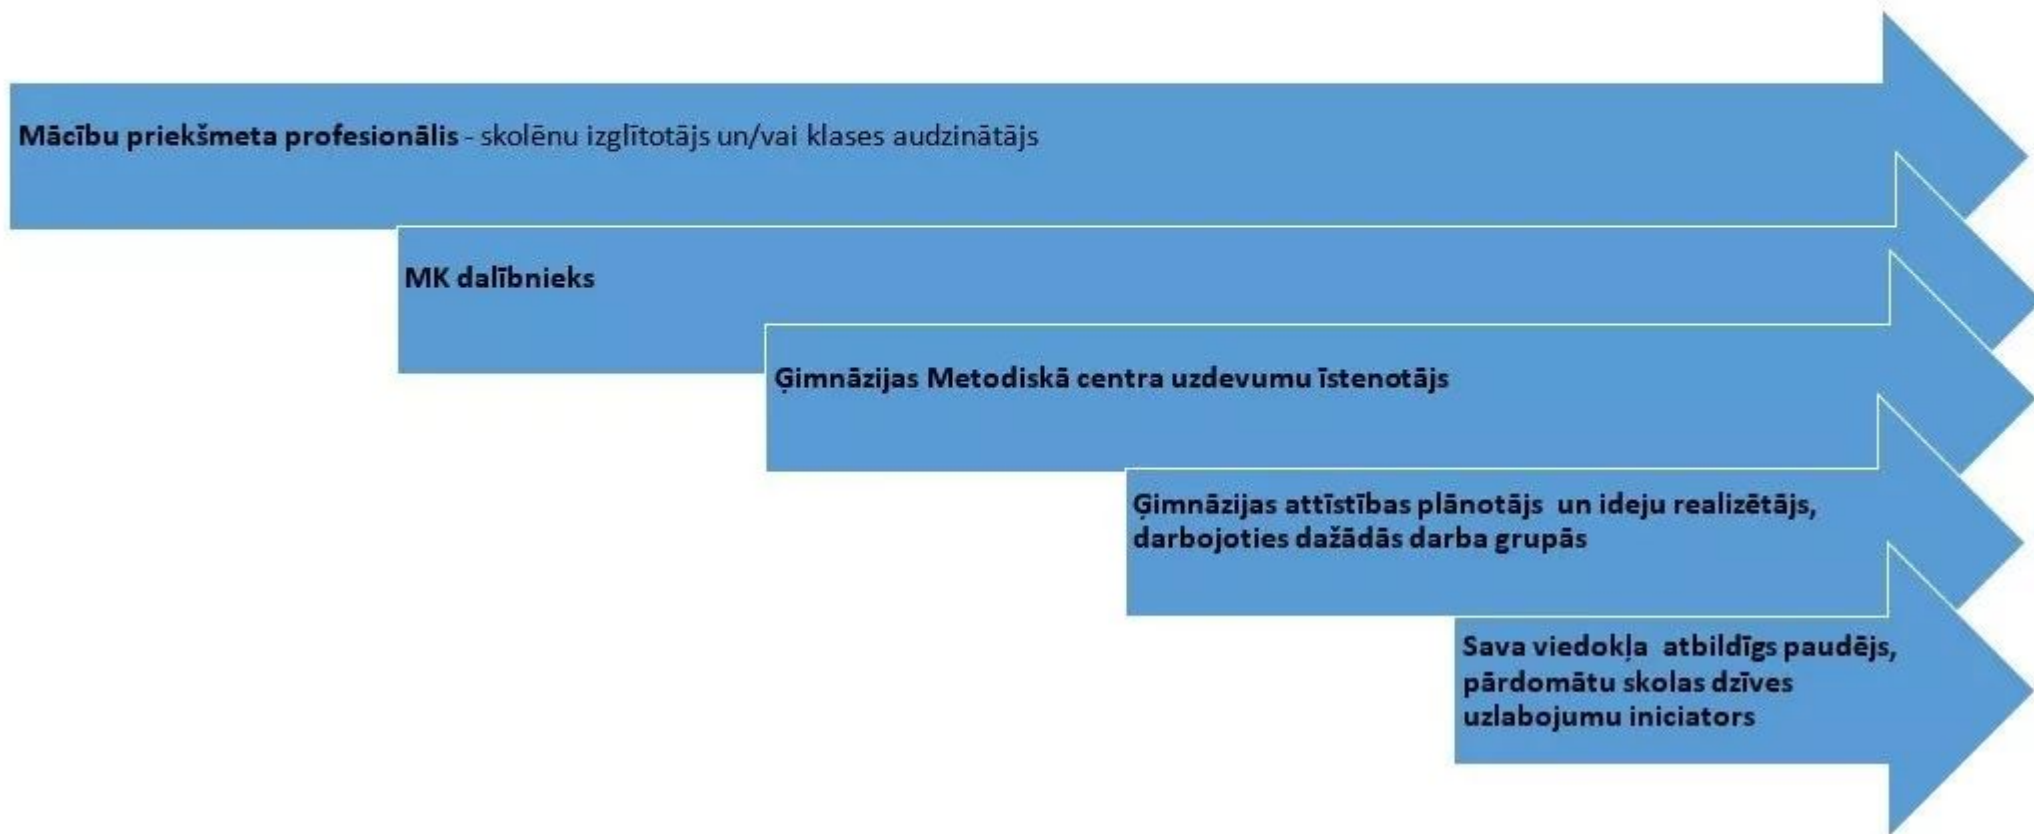 Mācību priekšmeta profesionālis - skolēnu izglītotājs un/vai klases audzinātājs
MK dalībnieks
Ģimnāzijas Metodiskā centra uzdevumu īstenotājs
Ģimnāzijas attīstības plānotājs un ideju realizētājs,
darbojoties dažādās darba grupās
Sava viedokļa atbildīgs paudējs,
pārdomātu skolas dzīves
uzlabojumu iniciators